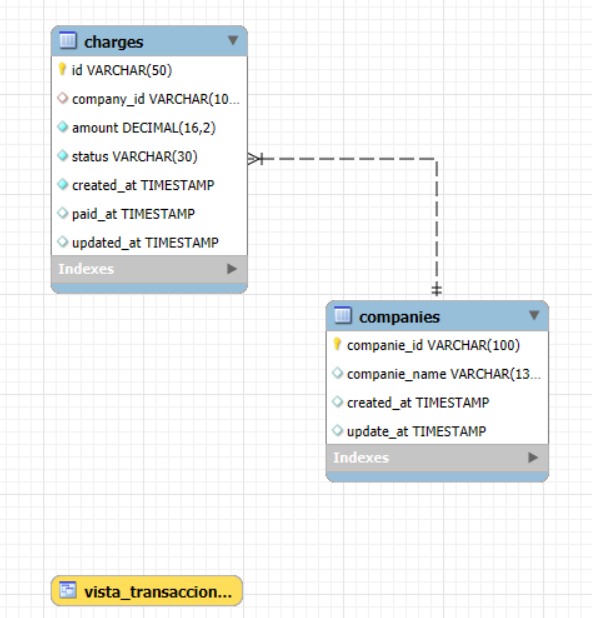 charges
id VARCHAR(50)
company_id VARCHAR(10...
amount DECIMAL(16,2)
status VARCHAR(30)
created_at TIMESTAMP
paid_at TIMESTAMP
updated_at TIMESTAMP
Indexes
companies
companie_id VARCHAR(100)
companie_name VARCHAR(13...
created_at TIMESTAMP
update_at TIMESTAMP
Indexes
vista_transaccion...